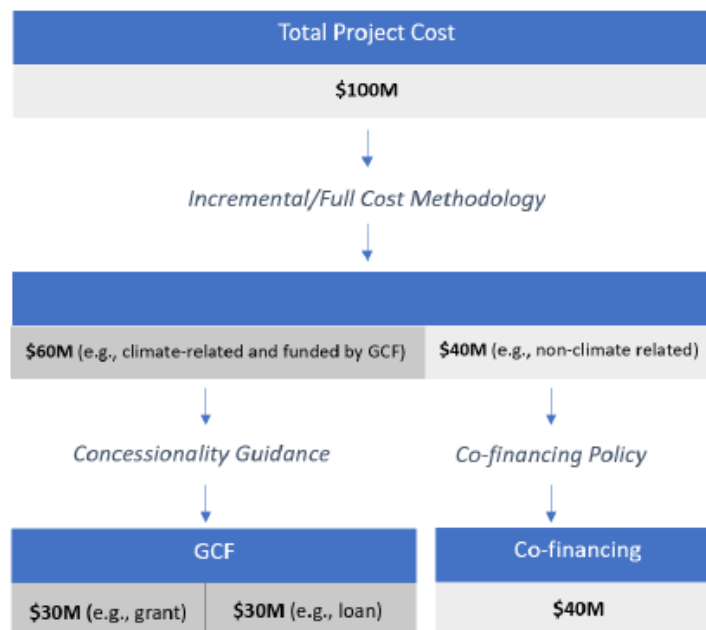 Total Project Cost
$100M
Incremental/Full Cost Methodology
$60M (e.g., climate-related and funded by GCF)
$40M (e.g., non-climate related)
Concessionality Guidance
Co-financing Policy
GCF
Co-financing
$30M (e.g., grant)
$30M (e.g., loan)
$40M